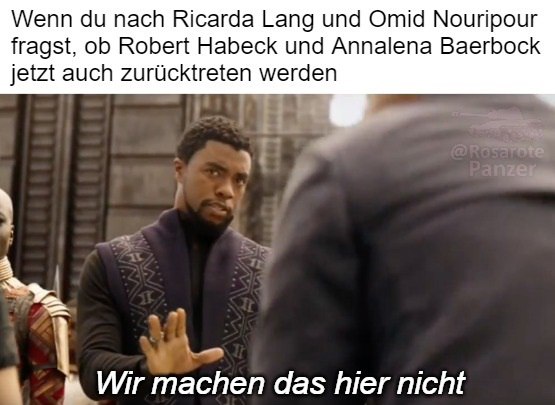 Wenn du nach Ricarda Lang und Omid Nouripour
fragst, ob Robert Habeck und Annalena Baerbock
jetzt auch zurücktreten werden
@Rosarote
Panzer
Wir machen das hier nicht